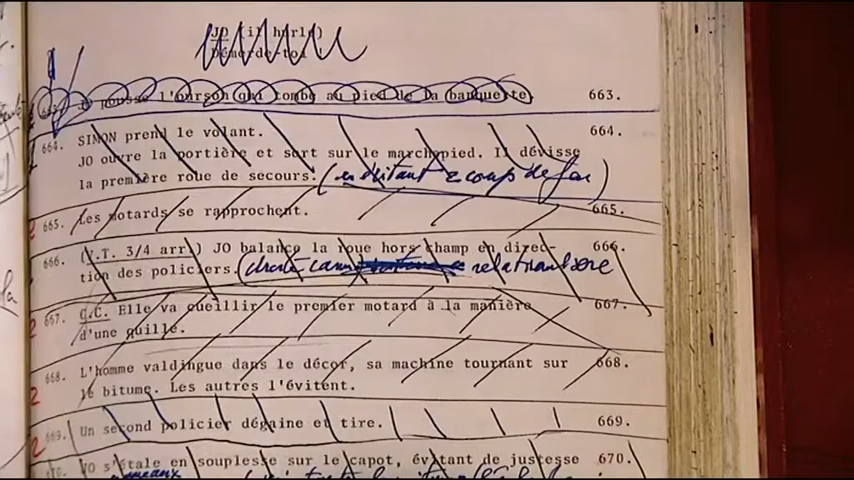 JO (il hurle)
Démerde-toi
JO pousse l'ourson qui tombe au pied de la banquette 663.
664. SIMON prend le volant. 664.
JO ouvre la portière et sort sur le marchepied. Il dévisse
la première roue de secours. (en évitant 2 coups de feu)
665. Les motards se rapprochent. 665.
666. (V.T. 3/4 arr.) JO balance la roue hors champ en direc- 666.
tion des policiers.
667. C.C. Elle va cueillir le premier motard à la manière 667.
d'une quille.
668. L'homme valdingue dans le décor, sa machine tournant sur 668.
le bitume. Les autres l'évitent.
669. Un second policier dégaine et tire. 669.
670. JO s'étale en souplesse sur le capot, évitant de justesse 670.